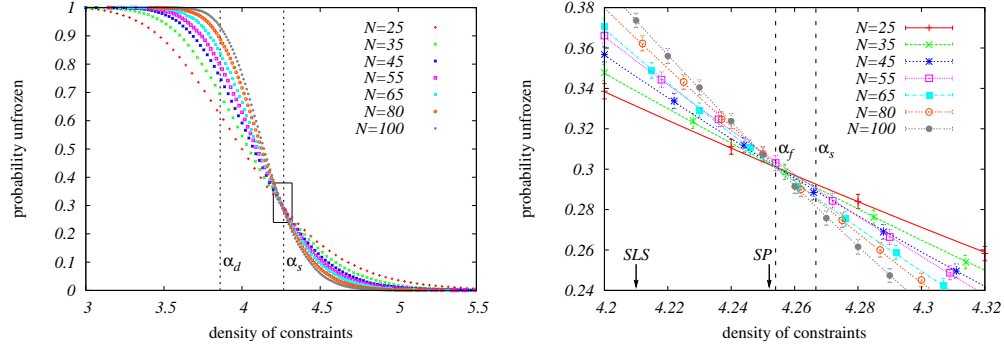 1
0.9
0.8
0.7
0.6
0.5
0.4
0.3
0.2
0.1
0
probability unfrozen
3
3.5
4
4.5
5
5.5
density of constraints
N=25
N=35
N=45
N=55
N=65
N=80
N=100
α_d
α_s
0.38
0.36
0.34
0.32
0.3
0.28
0.26
0.24
probability unfrozen
4.2
4.22
4.24
4.26
4.28
4.3
4.32
density of constraints
N=25
N=35
N=45
N=55
N=65
N=80
N=100
α_f
α_s
SLS
SP